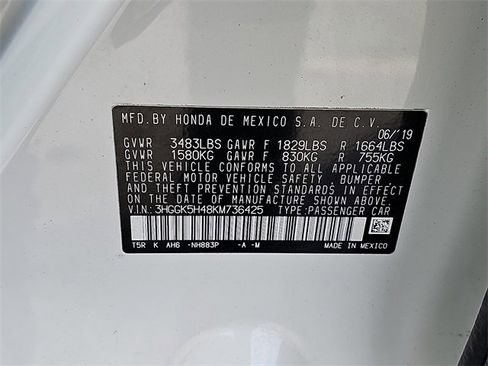 MFD. BY HONDA DE MEXICO S.A. DE C.V.
06/'19
GVWR 3483LBS GAWR F 1829LBS R 1664LBS
GVWR 1580KG GAWR F 830KG R 755KG
THIS VEHICLE CONFORMS TO ALL APPLICABLE
FEDERAL MOTOR VEHICLE SAFETY, BUMPER
AND THEFT PREVENTION STANDARDS IN EFFECT
ON THE DATE OF MANUFACTURE SHOWN ABOVE.
V.I.N.: 3HGGK5H48KM736425 TYPE:PASSENGER CAR
T5R K AH6 -NH883P -A -M MADE IN MEXICO